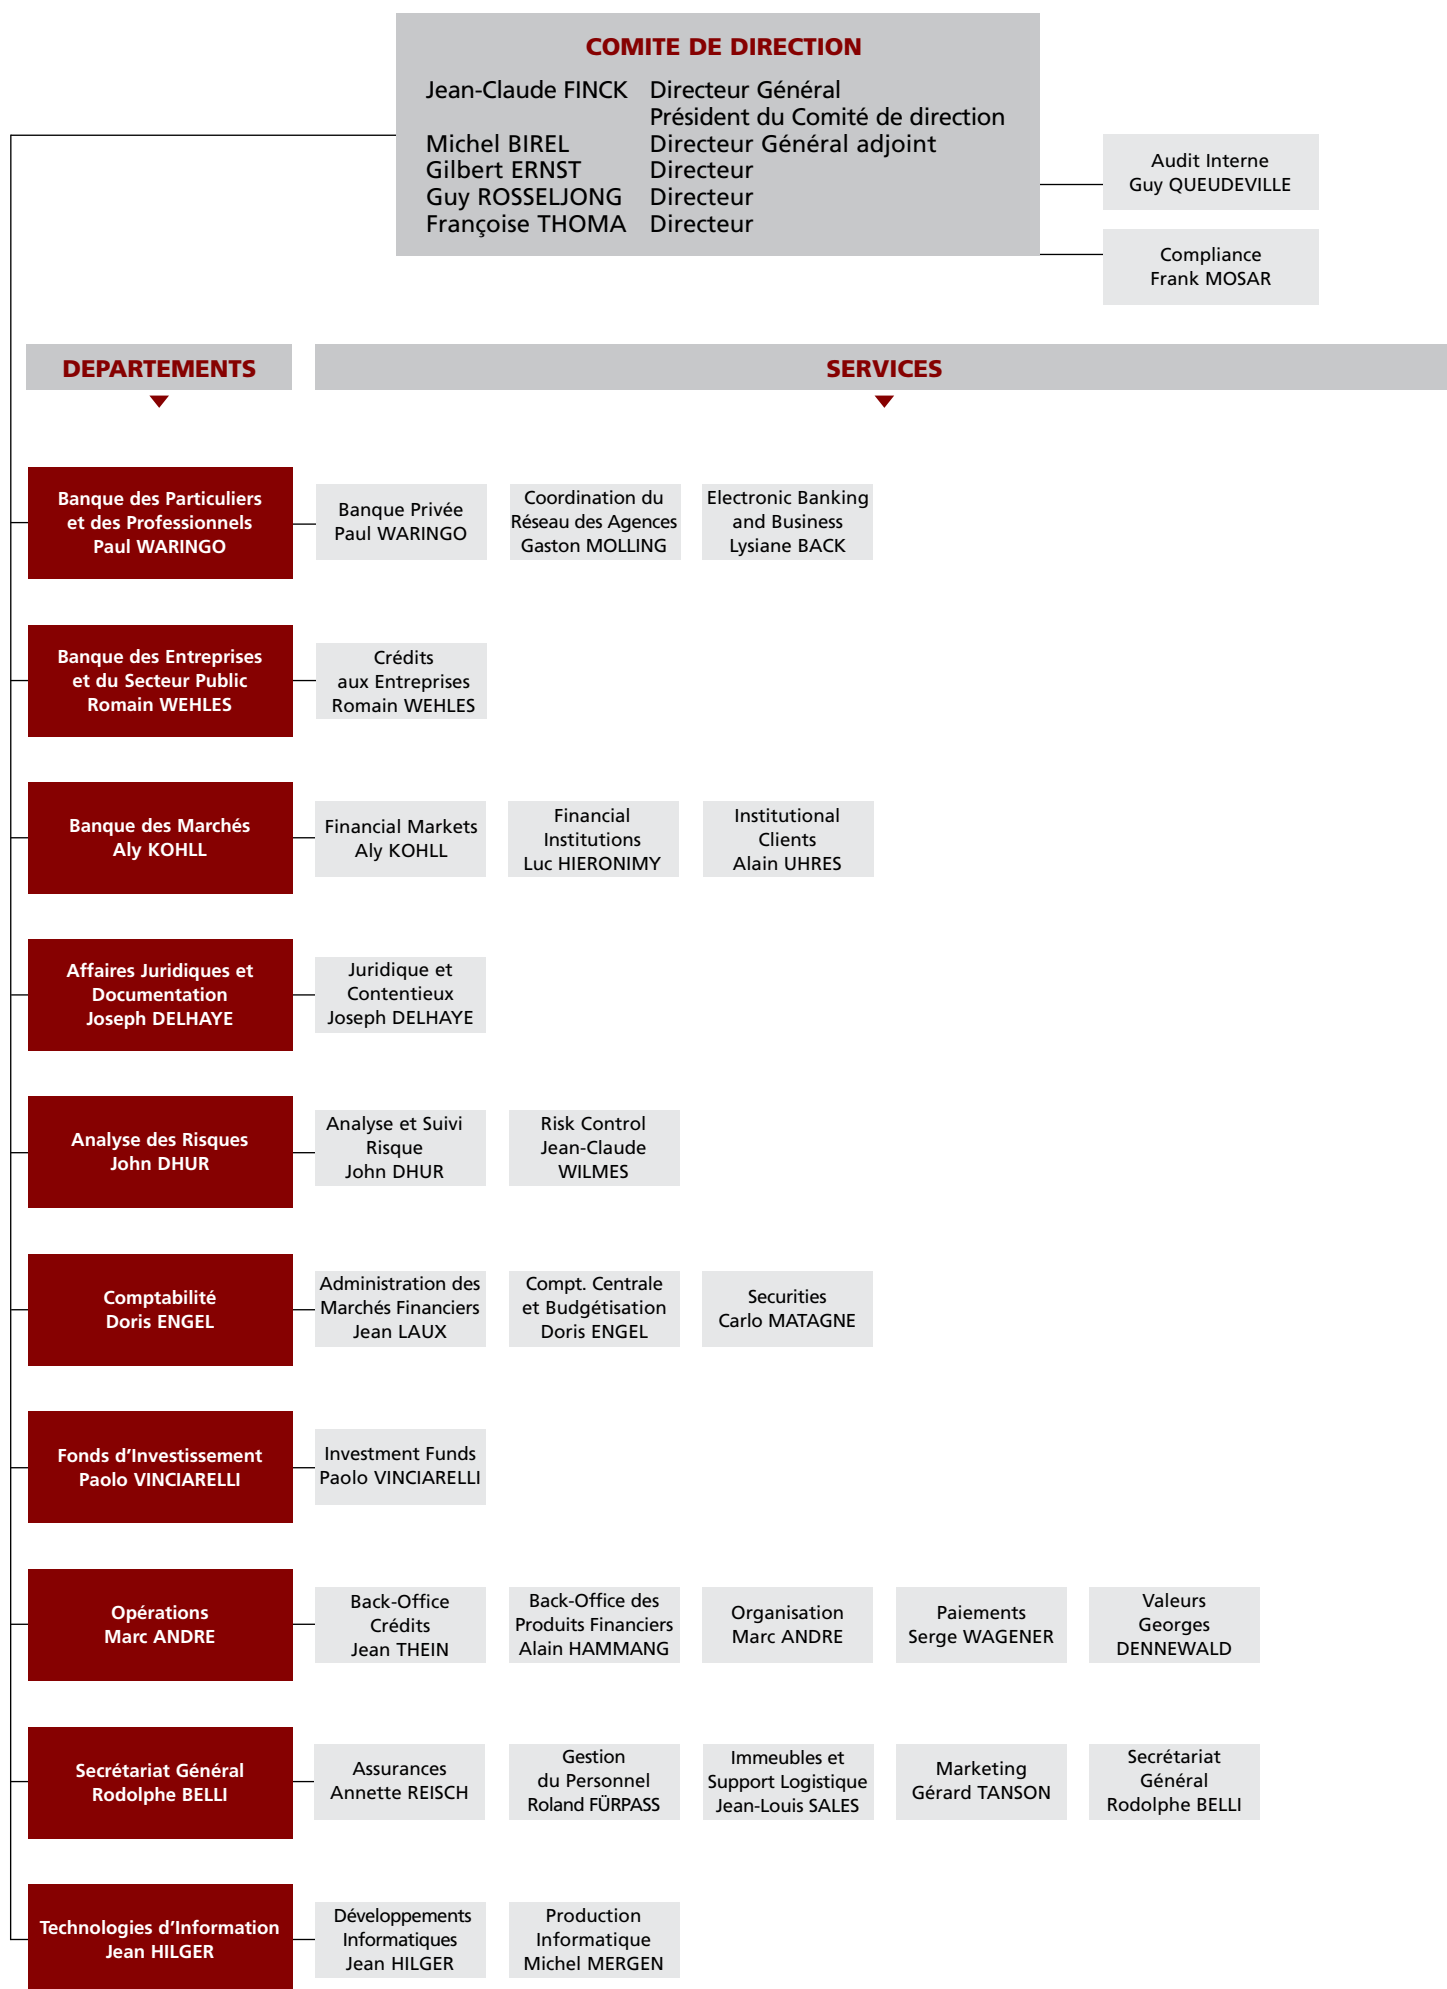 COMITE DE DIRECTION
Jean-Claude FINCK Directeur Général
Président du Comité de direction
Michel BIREL Directeur Général adjoint
Gilbert ERNST Directeur
Guy ROSSELJONG Directeur
Françoise THOMA Directeur
Audit Interne
Guy QUEUDEVILLE
Compliance
Frank MOSAR
DEPARTEMENTS
SERVICES
Banque des Particuliers
et des Professionnels
Paul WARINGO
Banque Privée
Paul WARINGO
Coordination du
Réseau des Agences
Gaston MOLLING
Electronic Banking
and Business
Lysiane BACK
Banque des Entreprises
et du Secteur Public
Romain WEHLES
Crédits
aux Entreprises
Romain WEHLES
Banque des Marchés
Aly KOHLL
Financial Markets
Aly KOHLL
Financial
Institutions
Luc HIERONIMY
Institutional
Clients
Alain UHRES
Affaires Juridiques et
Documentation
Joseph DELHAYE
Juridique et
Contentieux
Joseph DELHAYE
Analyse des Risques
John DHUR
Analyse et Suivi
Risque
John DHUR
Risk Control
Jean-Claude
WILMES
Comptabilité
Doris ENGEL
Administration des
Marchés Financiers
Jean LAUX
Compt. Centrale
et Budgétisation
Doris ENGEL
Securities
Carlo MATAGNE
Fonds d’Investissement
Paolo VINCIARELLI
Investment Funds
Paolo VINCIARELLI
Opérations
Marc ANDRE
Back-Office
Crédits
Jean THEIN
Back-Office des
Produits Financiers
Alain HAMMANG
Organisation
Marc ANDRE
Paiements
Serge WAGENER
Valeurs
Georges
DENNEWALD
Secrétariat Général
Rodolphe BELLI
Assurances
Annette REISCH
Gestion
du Personnel
Roland FÜRPASS
Immeubles et
Support Logistique
Jean-Louis SALES
Marketing
Gérard TANSON
Secrétariat
Général
Rodolphe BELLI
Technologies d’Information
Jean HILGER
Développements
Informatiques
Jean HILGER
Production
Informatique
Michel MERGEN